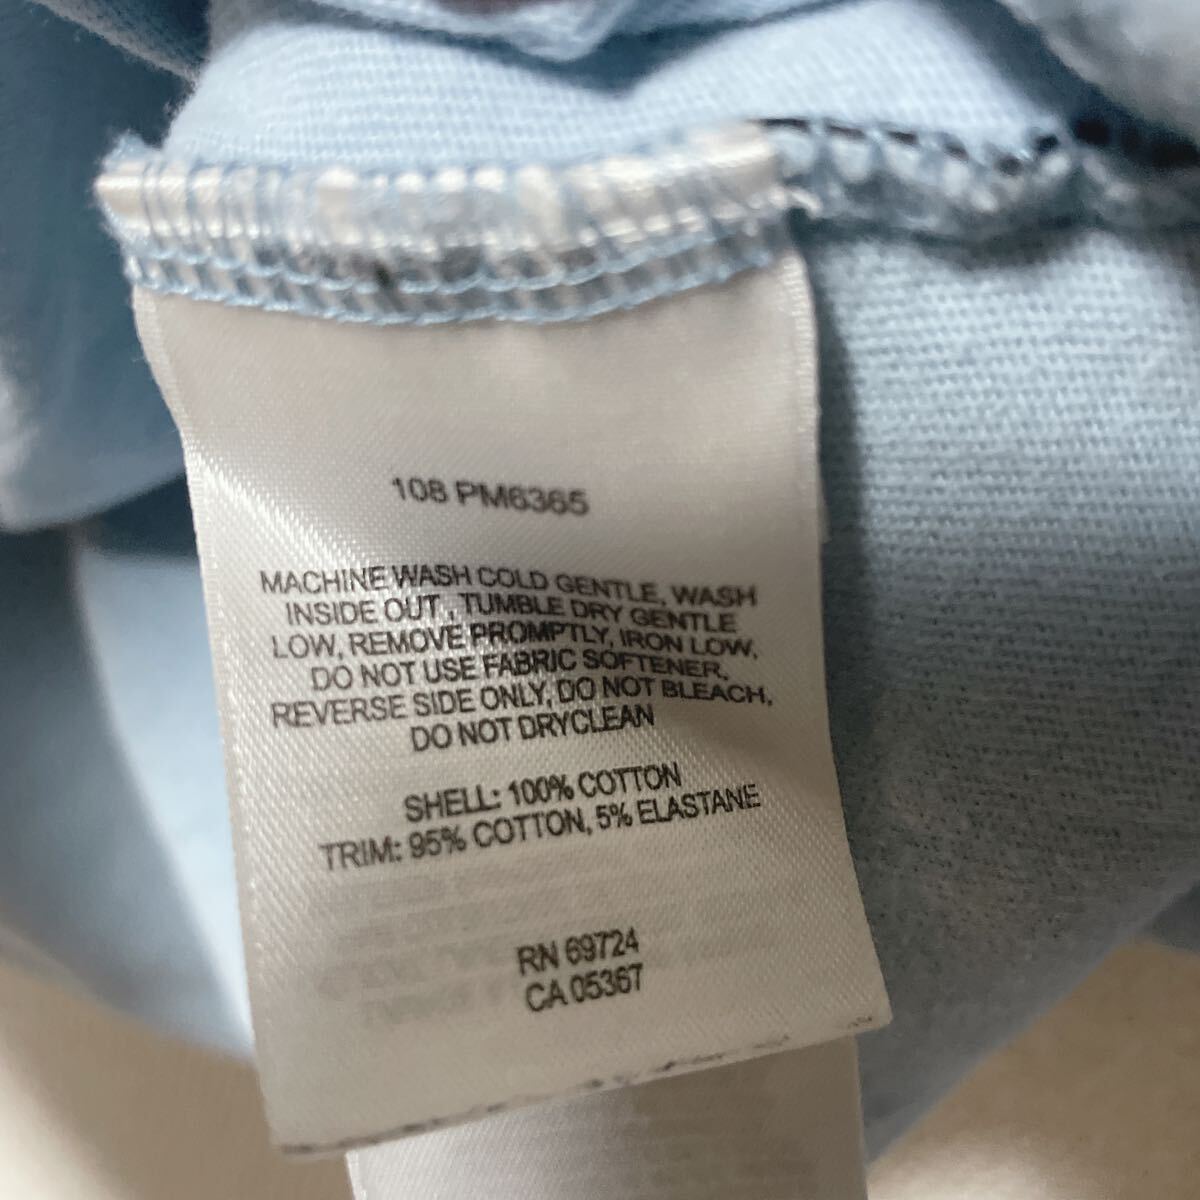 108 PM6365
MACHINE WASH COLD GENTLE, WASH
INSIDE OUT , TUMBLE DRY GENTLE
LOW, REMOVE PROMPTLY, IRON LOW,
DO NOT USE FABRIC SOFTENER,
REVERSE SIDE ONLY, DO NOT BLEACH,
DO NOT DRYCLEAN
SHELL: 100% COTTON
TRIM: 95% COTTON, 5% ELASTANE
RN 69724
CA 05367